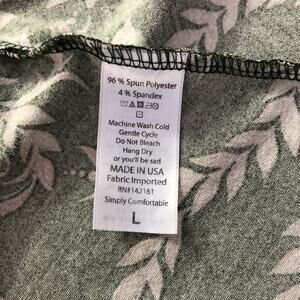 96 % Spun Polyester
4 % Spandex
Machine Wash Cold
Gentle Cycle
Do Not Bleach
Hang Dry
or you'll be sad
MADE IN USA
Fabric Imported
RN#142161
Simply Comfortable
L